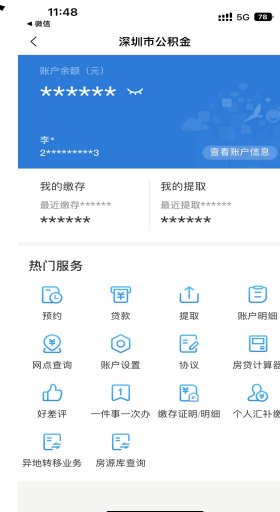 11:48
5G 78
◀ 微信
深圳市公积金
账户余额（元）
******
李*
2*********3
查看账户信息
我的缴存 我的提取
最近缴存****** 最近提取******
****** ******
热门服务
预约 贷款 提取 账户明细
网点查询 账户设置 协议 房贷计算器
好差评 一件事一次办 缴存证明/明细 个人汇补缴
异地转移业务 房源库查询